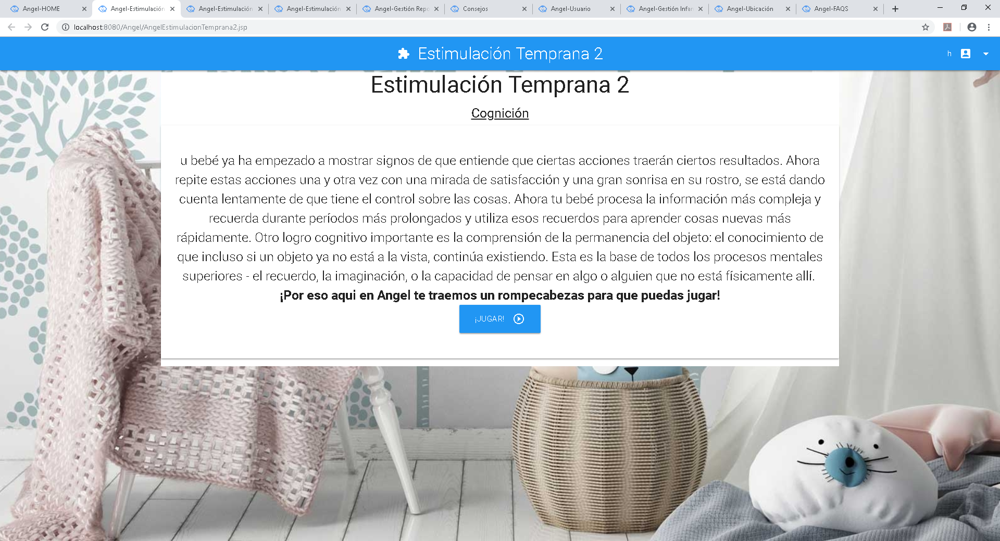 Angel-HOME
Angel-Estimulación
Angel-Estimulación
Angel-Estimulación
Angel-Gestión Repo
Consejos
Angel-Usuario
Angel-Gestión Infan
Angel-Ubicación
Angel-FAQS
localhost:8080/Angel/AngelEstimulacionTemprana2.jsp
Estimulación Temprana 2
h
Estimulación Temprana 2
Cognición
u bebé ya ha empezado a mostrar signos de que entiende que ciertas acciones traerán ciertos resultados. Ahora
repite estas acciones una y otra vez con una mirada de satisfacción y una gran sonrisa en su rostro, se está dando
cuenta lentamente de que tiene el control sobre las cosas. Ahora tu bebé procesa la información más compleja y
recuerda durante períodos más prolongados y utiliza esos recuerdos para aprender cosas nuevas más
rápidamente. Otro logro cognitivo importante es la comprensión de la permanencia del objeto: el conocimiento de
que incluso si un objeto ya no está a la vista, continúa existiendo. Esta es la base de todos los procesos mentales
superiores - el recuerdo, la imaginación, o la capacidad de pensar en algo o alguien que no está físicamente allí.
¡Por eso aqui en Angel te traemos un rompecabezas para que puedas jugar!
¡JUGAR!